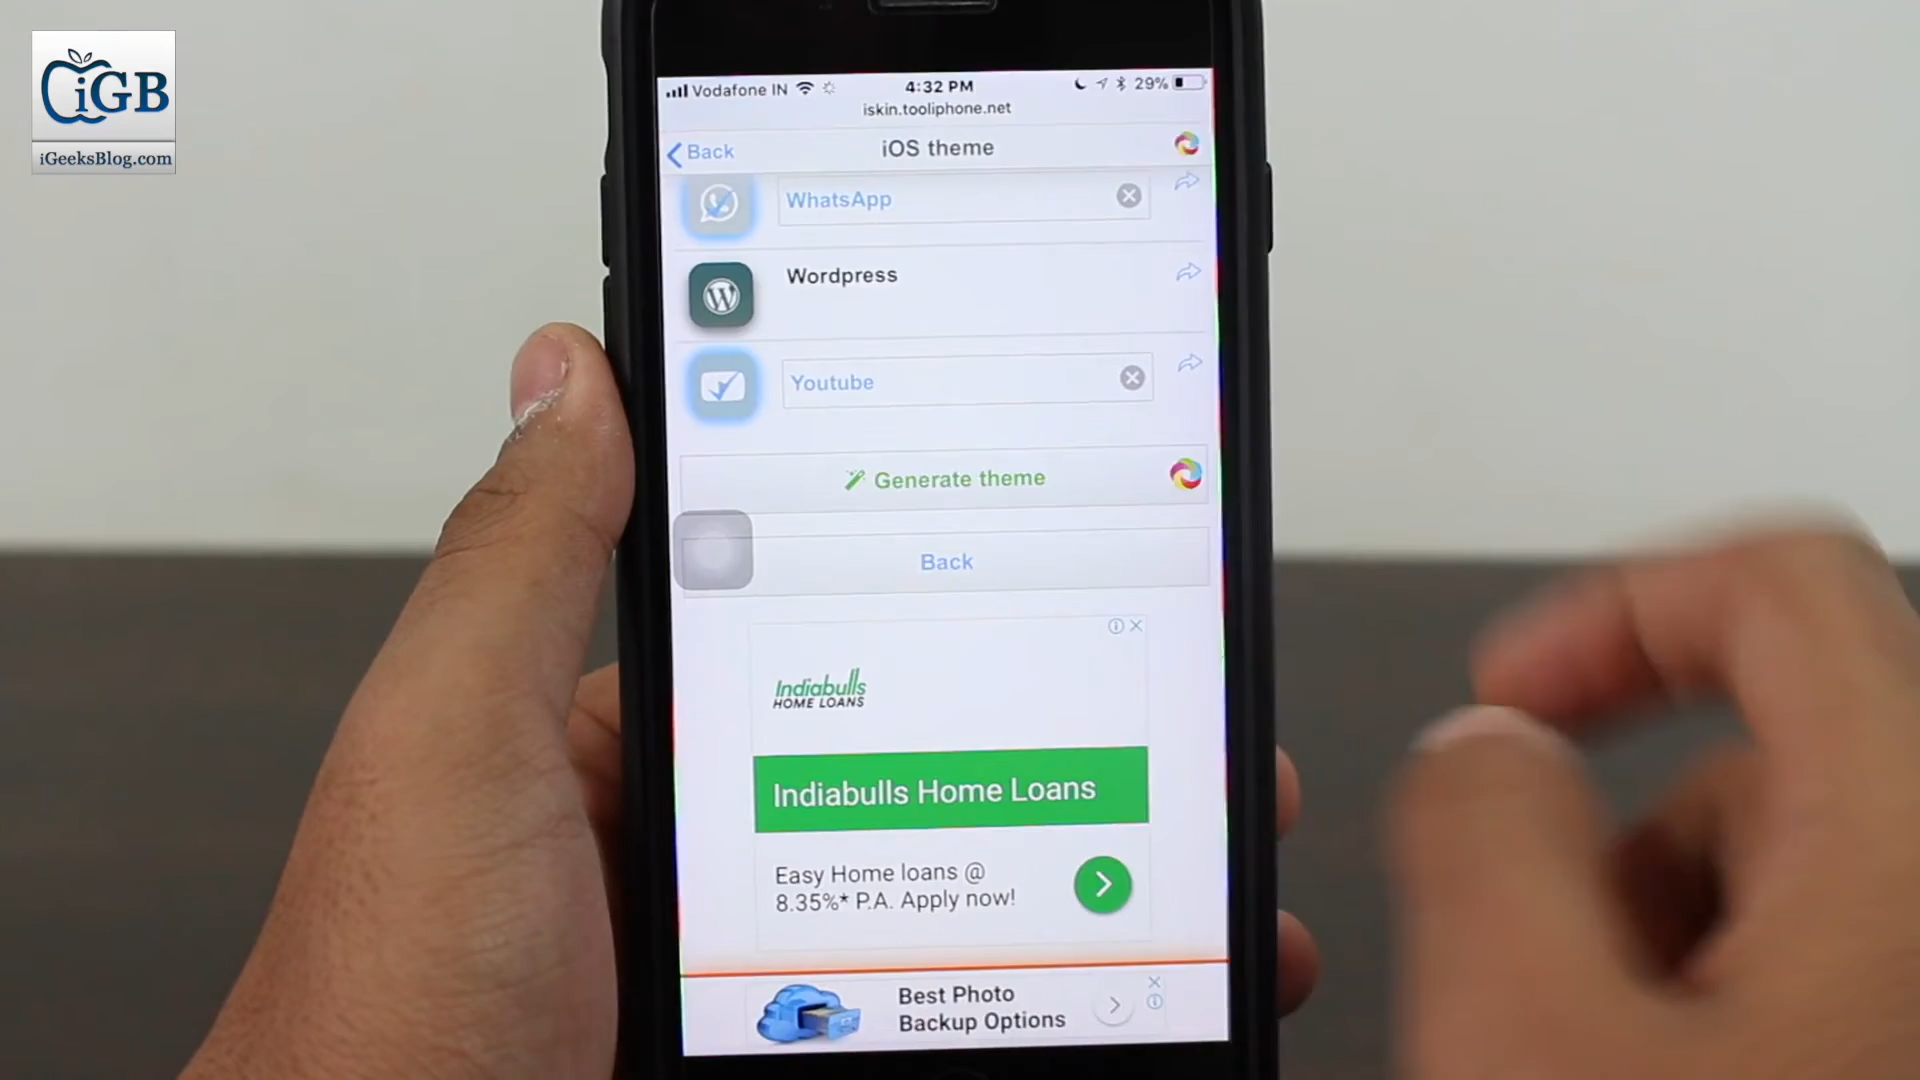 iGB
iGeeksBlog.com
Vodafone IN
4:32 PM
29%
iskin.tooliphone.net
Back
iOS theme
WhatsApp
Wordpress
Youtube
Generate theme
Back
Indiabulls
HOME LOANS
Indiabulls Home Loans
Easy Home loans @
8.35%* P.A. Apply now!
Best Photo
Backup Options